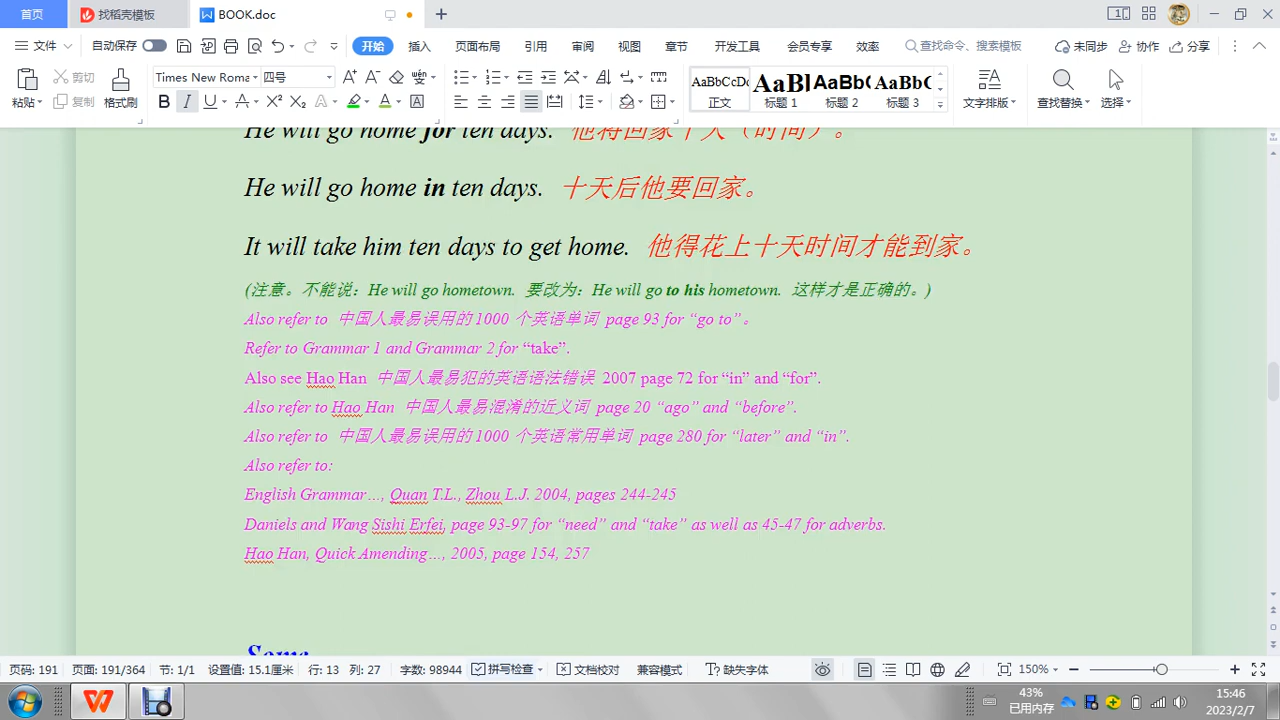 首页 找稻壳模板 BOOK.doc
文件 自动保存 开始 插入 页面布局 引用 审阅 视图 章节 开发工具 会员专享 效率 查找命令、搜索模板 未同步 协作 分享
粘贴 剪切 复制 格式刷 Times New Roma 四号
AaBbCcDc AaBl AaBb( AaBbC
正文 标题 1 标题 2 标题 3 文字排版 查找替换 选择
He will go home for ten days. 他将回家十天（时间）。
He will go home in ten days. 十天后他要回家。
It will take him ten days to get home. 他得花上十天时间才能到家。
(注意。不能说：He will go hometown. 要改为：He will go to his hometown. 这样才是正确的。)
Also refer to 中国人最易误用的1000 个英语单词 page 93 for “go to”。
Refer to Grammar 1 and Grammar 2 for “take”.
Also see Hao Han 中国人最易犯的英语语法错误 2007 page 72 for “in” and “for”.
Also refer to Hao Han 中国人最易混淆的近义词 page 20 “ago” and “before”.
Also refer to 中国人最易误用的1000 个英语常用单词 page 280 for “later” and “in”.
Also refer to:
English Grammar…, Quan T.L., Zhou L.J. 2004, pages 244-245
Daniels and Wang Sishi Erfei, page 93-97 for “need” and “take” as well as 45-47 for adverbs.
Hao Han, Quick Amending…, 2005, page 154, 257
Some
页码: 191 页面: 191/364 节: 1/1 设置值: 15.1厘米 行: 13 列: 27 字数: 98944 拼写检查 文档校对 兼容模式 缺失字体 150%
43%
已用内存
15:46
2023/2/7